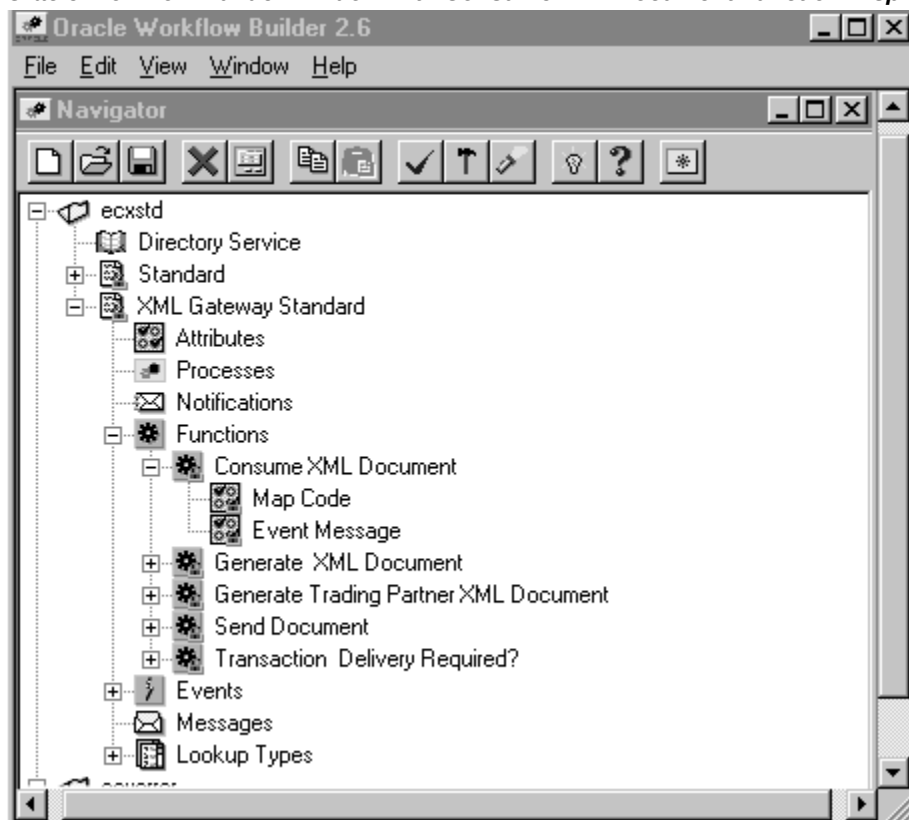 Oracle Workflow Builder 2.6
File Edit View Window Help
Navigator
ecxstd
Directory Service
Standard
XML Gateway Standard
Attributes
Processes
Notifications
Functions
Consume XML Document
Map Code
Event Message
Generate XML Document
Generate Trading Partner XML Document
Send Document
Transaction Delivery Required?
Events
Messages
Lookup Types